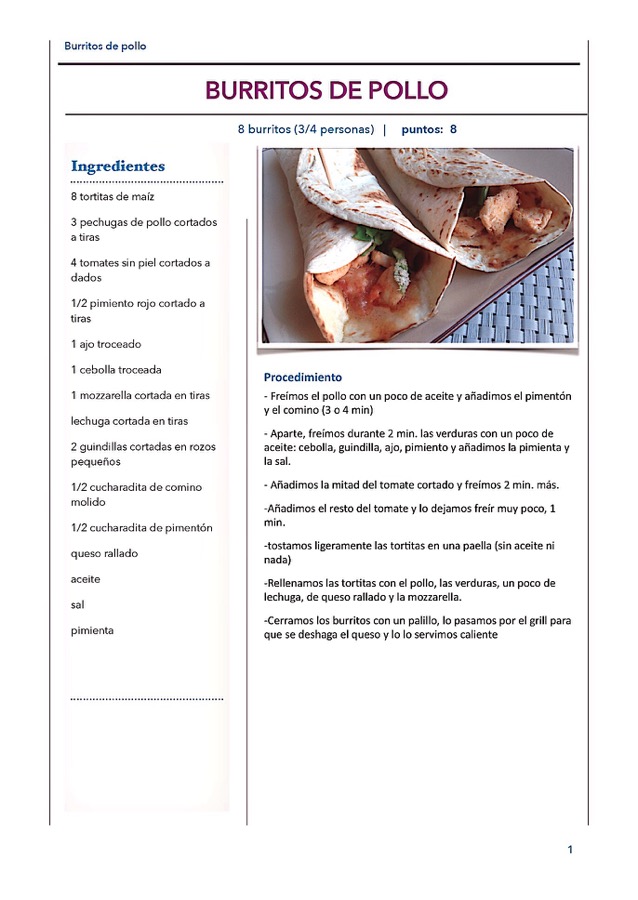 Burritos de pollo
BURRITOS DE POLLO
8 burritos (3/4 personas) | puntos: 8
Ingredientes
8 tortitas de maíz
3 pechugas de pollo cortados
a tiras
4 tomates sin piel cortados a
dados
1/2 pimiento rojo cortado a
tiras
1 ajo troceado
1 cebolla troceada
1 mozzarella cortada en tiras
lechuga cortada en tiras
2 guindillas cortadas en rozos
pequeños
1/2 cucharadita de comino
molido
1/2 cucharadita de pimentón
queso rallado
aceite
sal
pimienta
Procedimiento
- Freímos el pollo con un poco de aceite y añadimos el pimentón
y el comino (3 o 4 min)
- Aparte, freímos durante 2 min. las verduras con un poco de
aceite: cebolla, guindilla, ajo, pimiento y añadimos la pimienta y
la sal.
- Añadimos la mitad del tomate cortado y freímos 2 min. más.
-Añadimos el resto del tomate y lo dejamos freír muy poco, 1
min.
-tostamos ligeramente las tortitas en una paella (sin aceite ni
nada)
-Rellenamos las tortitas con el pollo, las verduras, un poco de
lechuga, de queso rallado y la mozzarella.
-Cerramos los burritos con un palillo, lo pasamos por el grill para
que se deshaga el queso y lo lo servimos caliente
1